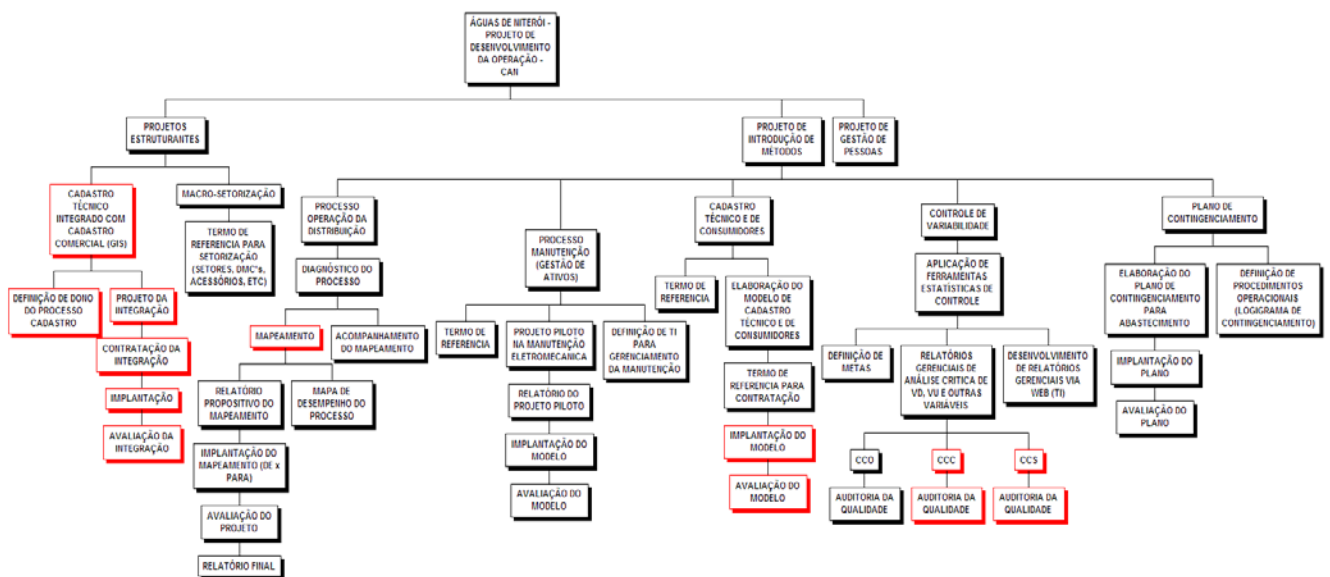 ÁGUAS DE NITERÓI -
PROJETO DE
DESENVOLVIMENTO
DA OPERAÇÃO -
CAN
PROJETOS
ESTRUTURANTES
PROJETO DE
INTRODUÇÃO DE
MÉTODOS
PROJETO DE
GESTÃO DE
PESSOAS
CADASTRO
TÉCNICO
INTEGRADO COM
CADASTRO
COMERCIAL (GIS)
MACRO-SETORIZAÇÃO
PROCESSO
OPERAÇÃO DA
DISTRIBUIÇÃO
PROCESSO
MANUTENÇÃO
(GESTÃO DE
ATIVOS)
CADASTRO
TÉCNICO E DE
CONSUMIDORES
CONTROLE DE
VARIABILIDADE
PLANO DE
CONTINGENCIAMENTO
DEFINIÇÃO DE DONO
DO PROCESSO
CADASTRO
PROJETO DA
INTEGRAÇÃO
CONTRATAÇÃO DA
INTEGRAÇÃO
IMPLANTAÇÃO
AVALIAÇÃO DA
INTEGRAÇÃO
TERMO DE
REFERENCIA PARA
SETORIZAÇÃO
(SETORES, DMC's,
ACESSÓRIOS, ETC)
DIAGNÓSTICO DO
PROCESSO
MAPEAMENTO
ACOMPANHAMENTO
DO MAPEAMENTO
RELATÓRIO
PROPOSITIVO DO
MAPEAMENTO
MAPA DE
DESEMPENHO DO
PROCESSO
IMPLANTAÇÃO DO
MAPEAMENTO (DE x
PARA)
AVALIAÇÃO DO
PROJETO
RELATÓRIO FINAL
TERMO DE
REFERENCIA
PROJETO PILOTO
NA MANUTENÇÃO
ELETROMECANICA
DEFINIÇÃO DE TI
PARA
GERENCIAMENTO
DA MANUTENÇÃO
RELATÓRIO DO
PROJETO PILOTO
IMPLANTAÇÃO DO
MODELO
AVALIAÇÃO DO
MODELO
TERMO DE
REFERENCIA
ELABORAÇÃO DO
MODELO DE
CADASTRO
TÉCNICO E DE
CONSUMIDORES
TERMO DE
REFERENCIA PARA
CONTRATAÇÃO
IMPLANTAÇÃO DO
MODELO
AVALIAÇÃO DO
MODELO
APLICAÇÃO DE
FERRAMENTAS
ESTATÍSTICAS DE
CONTROLE
DEFINIÇÃO DE
METAS
RELATÓRIOS
GERENCIAIS DE
ANÁLISE CRITICA DE
VD, VU E OUTRAS
VARIÁVEIS
DESENVOLVIMENTO
DE RELATÓRIOS
GERENCIAIS VIA
WEB (TI)
CCO
CCC
CCS
AUDITORIA DA
QUALIDADE
AUDITORIA DA
QUALIDADE
AUDITORIA DA
QUALIDADE
ELABORAÇÃO DO
PLANO DE
CONTINGENCIAMENTO
PARA
ABASTECIMENTO
DEFINIÇÃO DE
PROCEDIMENTOS
OPERACIONAIS
(LOGIGRAMA DE
CONTINGENCIAMENTO)
IMPLANTAÇÃO DO
PLANO
AVALIAÇÃO DO
PLANO